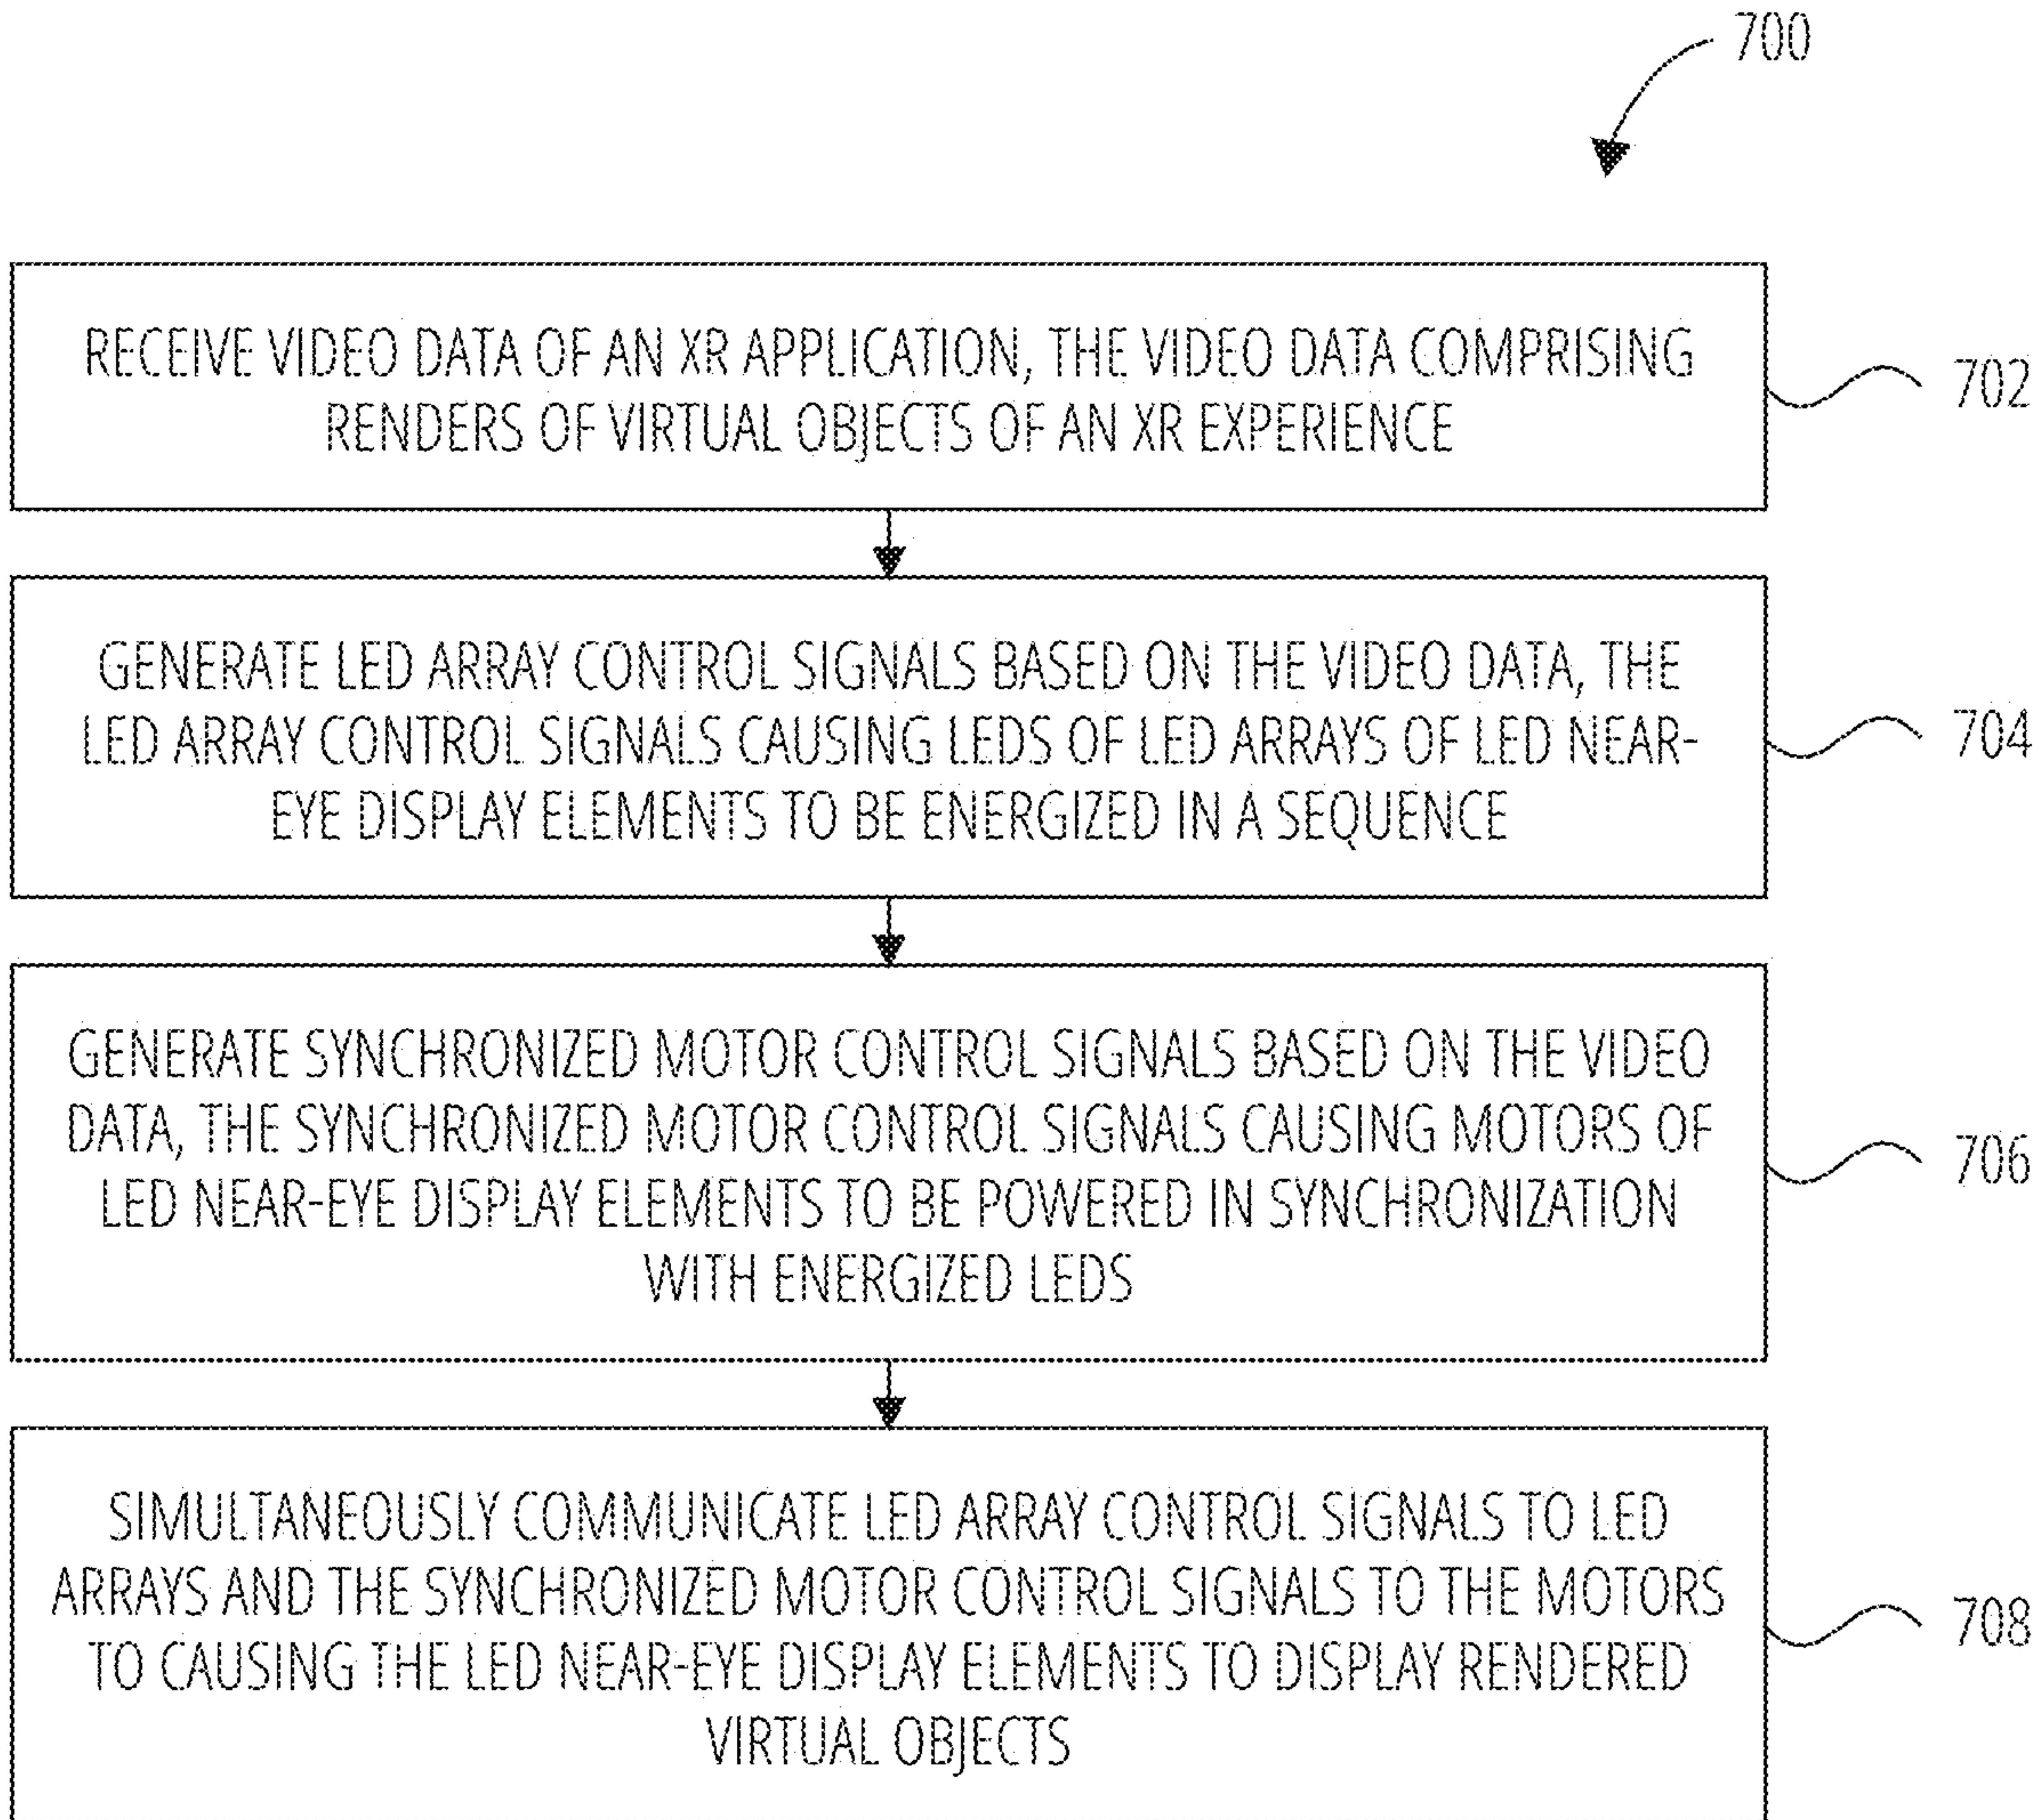 700
RECEIVE VIDEO DATA OF AN XR APPLICATION, THE VIDEO DATA COMPRISING
RENDERS OF VIRTUAL OBJECTS OF AN XR EXPERIENCE
702
GENERATE LED ARRAY CONTROL SIGNALS BASED ON THE VIDEO DATA, THE
LED ARRAY CONTROL SIGNALS CAUSING LEDS OF LED ARRAYS OF LED NEAR-
EYE DISPLAY ELEMENTS TO BE ENERGIZED IN A SEQUENCE
704
GENERATE SYNCHRONIZED MOTOR CONTROL SIGNALS BASED ON THE VIDEO
DATA, THE SYNCHRONIZED MOTOR CONTROL SIGNALS CAUSING MOTORS OF
LED NEAR-EYE DISPLAY ELEMENTS TO BE POWERED IN SYNCHRONIZATION
WITH ENERGIZED LEDS
706
SIMULTANEOUSLY COMMUNICATE LED ARRAY CONTROL SIGNALS TO LED
ARRAYS AND THE SYNCHRONIZED MOTOR CONTROL SIGNALS TO THE MOTORS
TO CAUSING THE LED NEAR-EYE DISPLAY ELEMENTS TO DISPLAY RENDERED
VIRTUAL OBJECTS
708